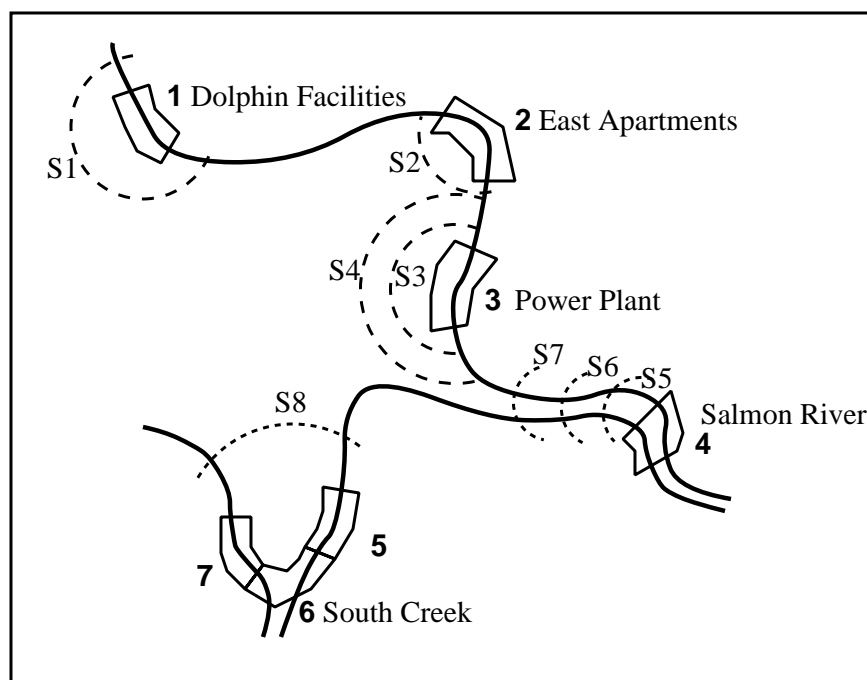 1 Dolphin Facilities
S1
2 East Apartments
S2
S4
S3
3 Power Plant
S7
S6
S5
Salmon River
4
S8
5
7
6 South Creek